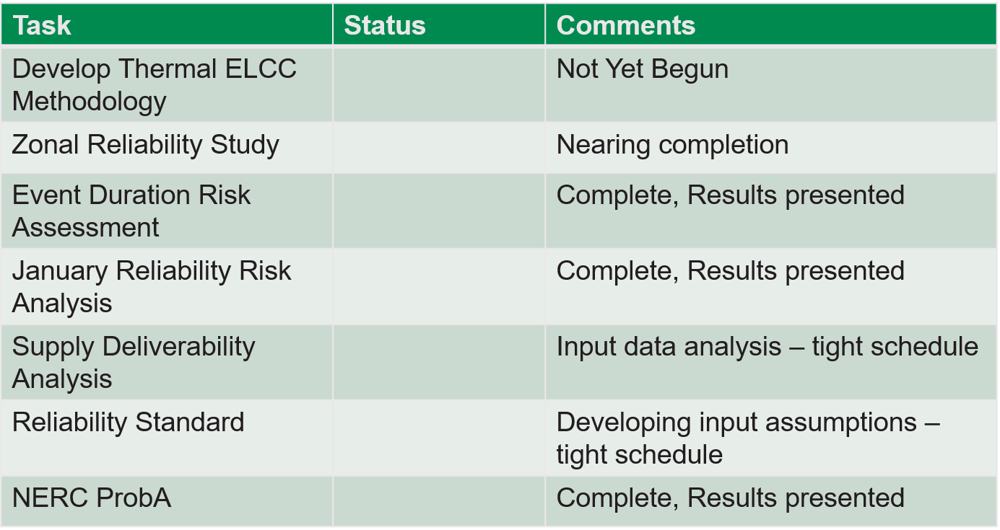 Task Status Comments
Develop Thermal ELCC Not Yet Begun
Methodology
Zonal Reliability Study Nearing completion
Event Duration Risk Complete, Results presented
Assessment
January Reliability Risk Complete, Results presented
Analysis
Supply Deliverability Input data analysis – tight schedule
Analysis
Reliability Standard Developing input assumptions –
tight schedule
NERC ProbA Complete, Results presented